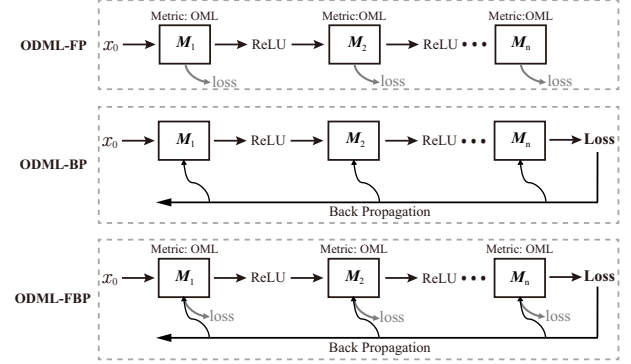 Metric: OML Metric:OML Metric:OML
ODML-FP x₀ M₁ ReLU M₂ ReLU ••• Mₙ
loss loss loss
ODML-BP x₀ M₁ ReLU M₂ ReLU ••• Mₙ Loss
Back Propagation
Metric: OML Metric: OML Metric: OML
ODML-FBP x₀ M₁ ReLU M₂ ReLU ••• Mₙ Loss
loss loss loss
Back Propagation